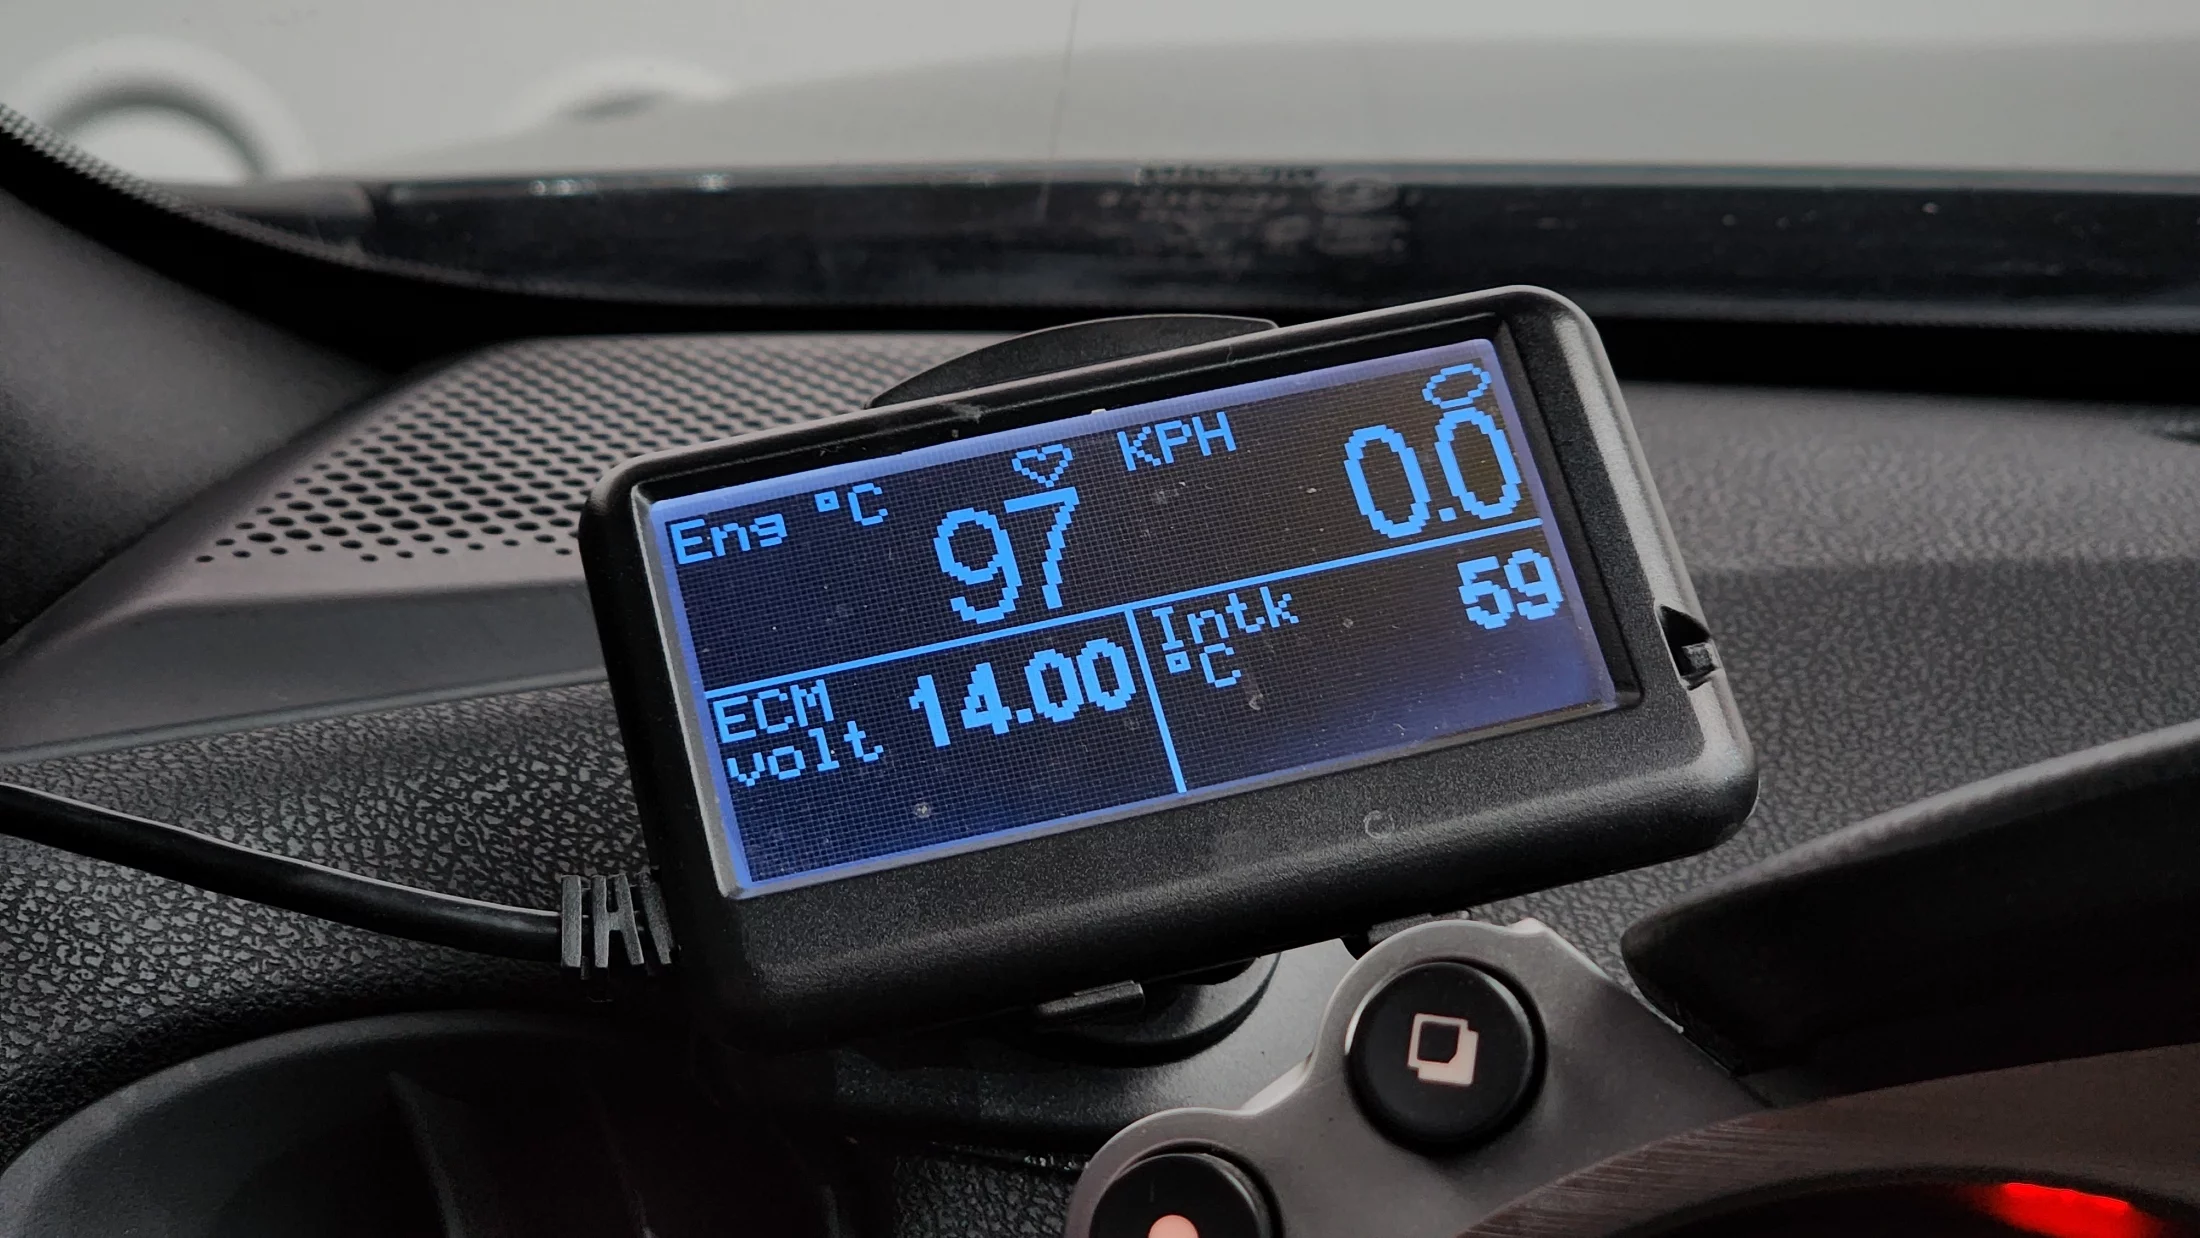 Eng °C 97
KPH 0.0
ECM volt 14.00
Intk °C 59